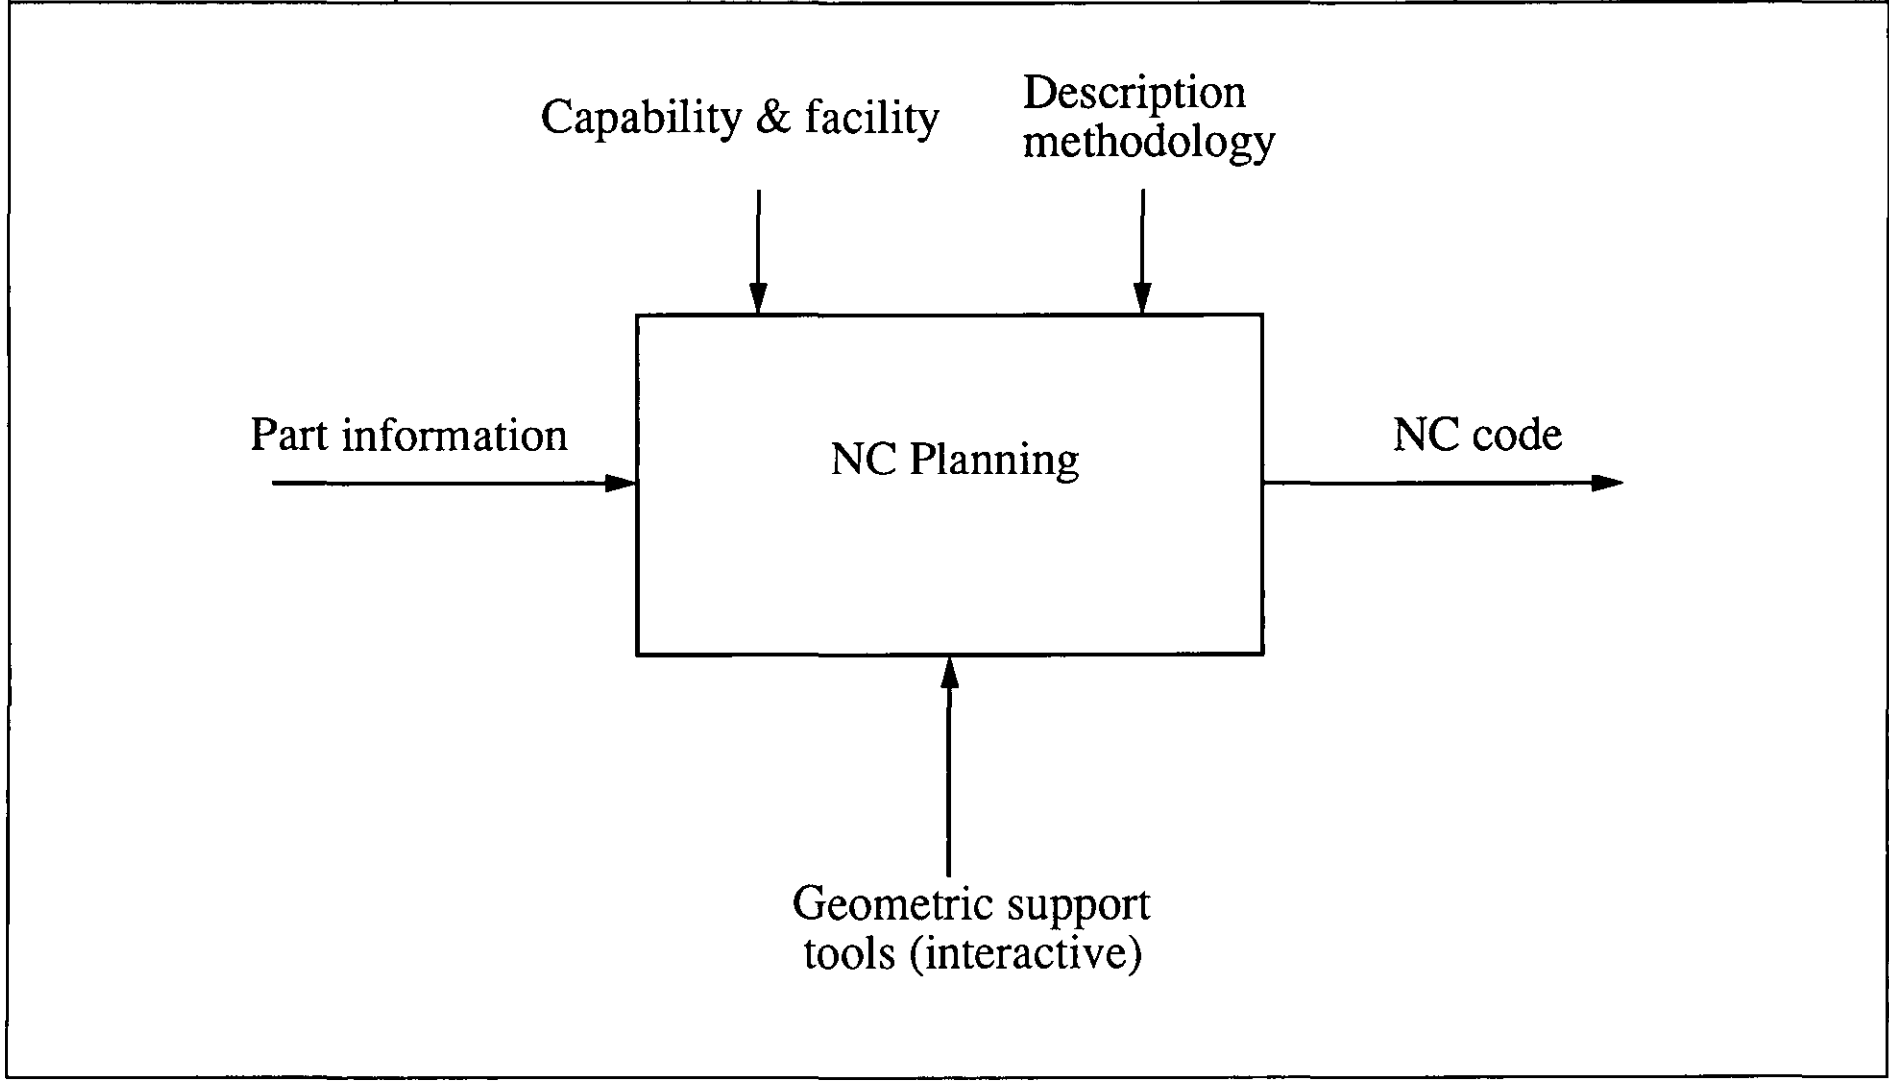 Capability & facility
Description
methodology
Part information
NC Planning
NC code
Geometric support
tools (interactive)